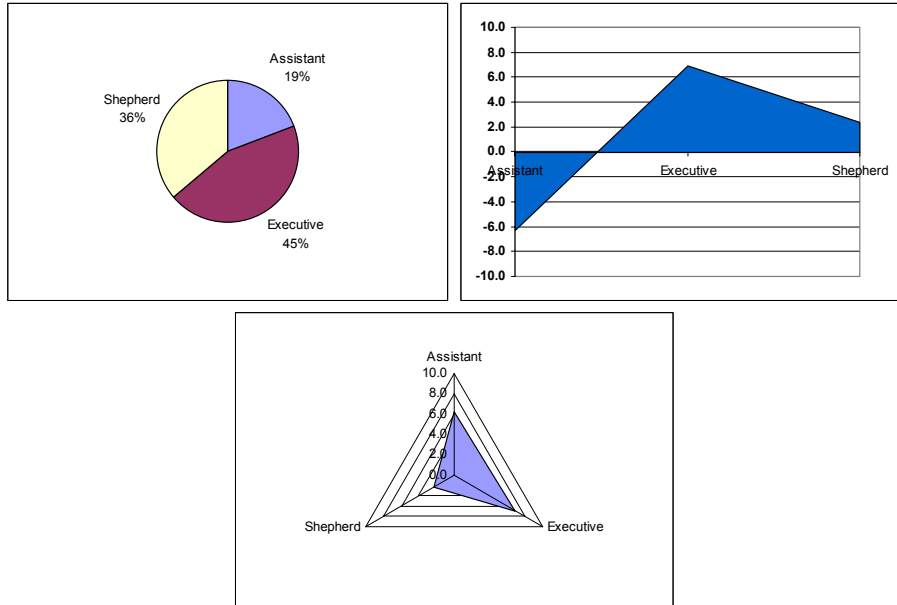 Assistant
19%
Shepherd
36%
Executive
45%
10.0
8.0
6.0
4.0
2.0
0.0
Assistant
Executive
Shepherd
-2.0
-4.0
-6.0
-8.0
-10.0
Assistant
10.0
8.0
6.0
4.0
2.0
0.0
Shepherd
Executive